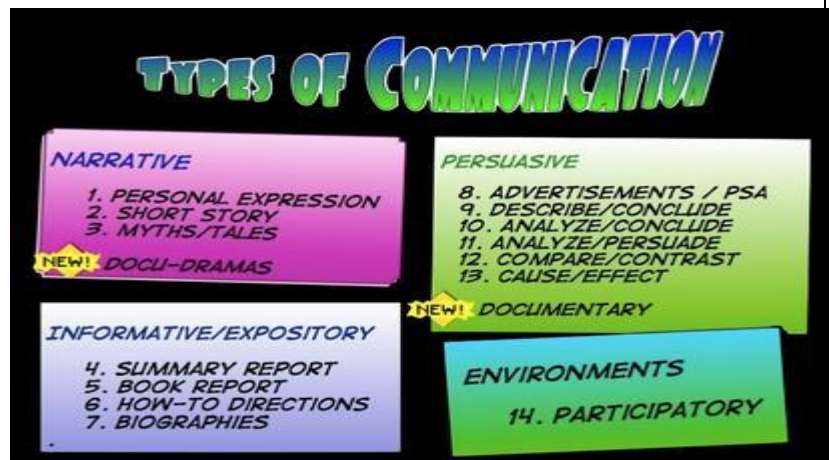 TYPES OF COMMUNICATION
NARRATIVE
1. PERSONAL EXPRESSION
2. SHORT STORY
3. MYTHS/TALES
NEW! DOCU-DRAMAS
PERSUASIVE
8. ADVERTISEMENTS / PSA
9. DESCRIBE/CONCLUDE
10. ANALYZE/CONCLUDE
11. ANALYZE/PERSUADE
12. COMPARE/CONTRAST
13. CAUSE/EFFECT
NEW! DOCUMENTARY
INFORMATIVE/EXPOSITORY
4. SUMMARY REPORT
5. BOOK REPORT
6. HOW-TO DIRECTIONS
7. BIOGRAPHIES
.
ENVIRONMENTS
14. PARTICIPATORY